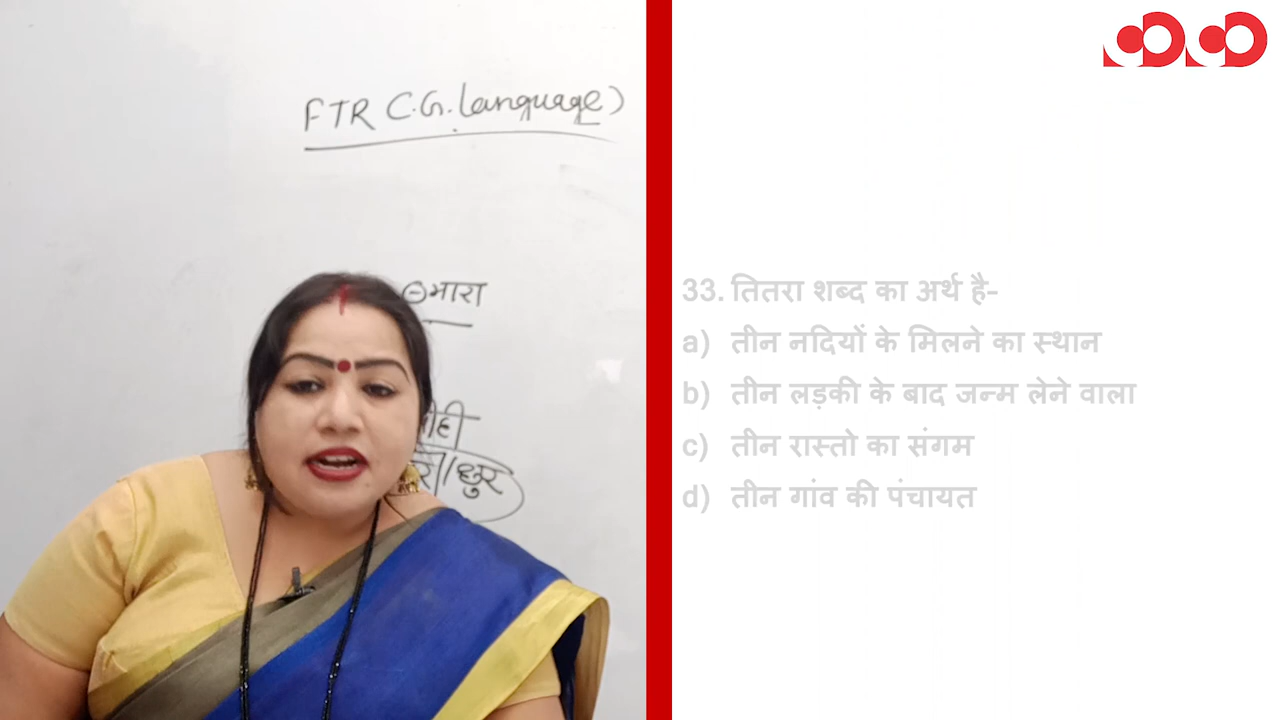 FTR C.G. Language)
भारा
33. तितरा शब्द का अर्थ है-
a) तीन नदियों के मिलने का स्थान
b) तीन लड़की के बाद जन्म लेने वाला
c) तीन रास्तो का संगम
d) तीन गांव की पंचायत